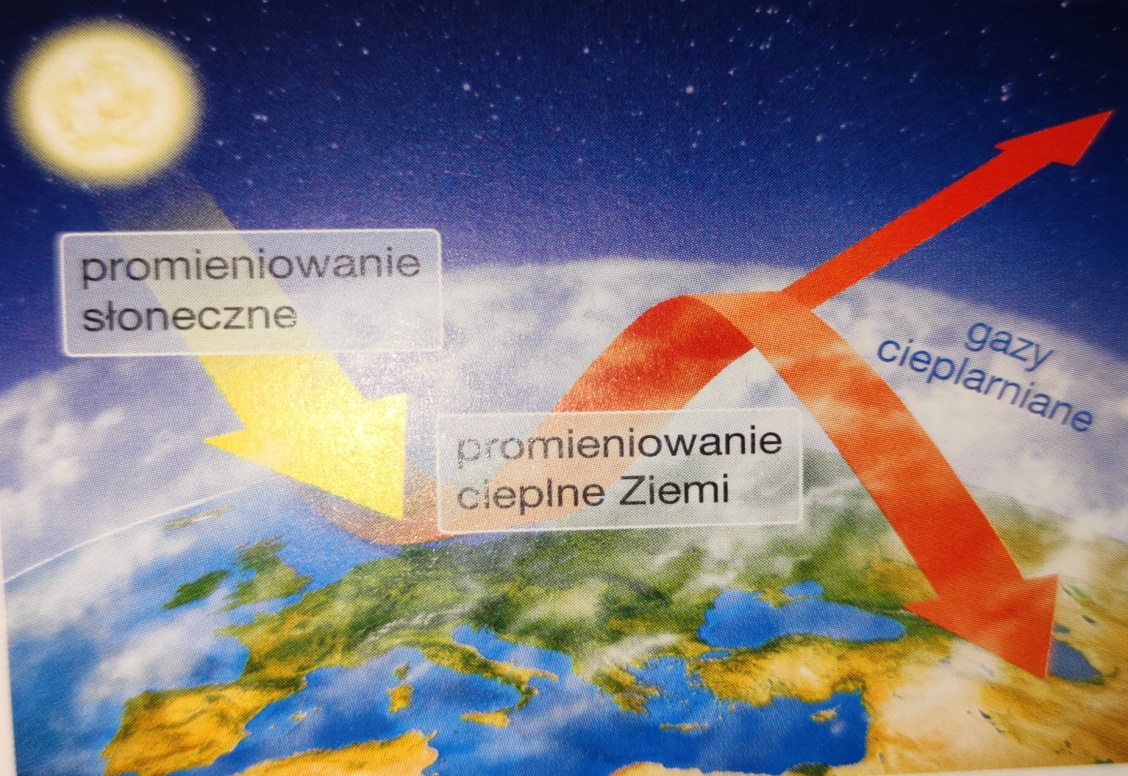 promieniowanie
słoneczne
promieniowanie
cieplne Ziemi
gazy
cieplarniane